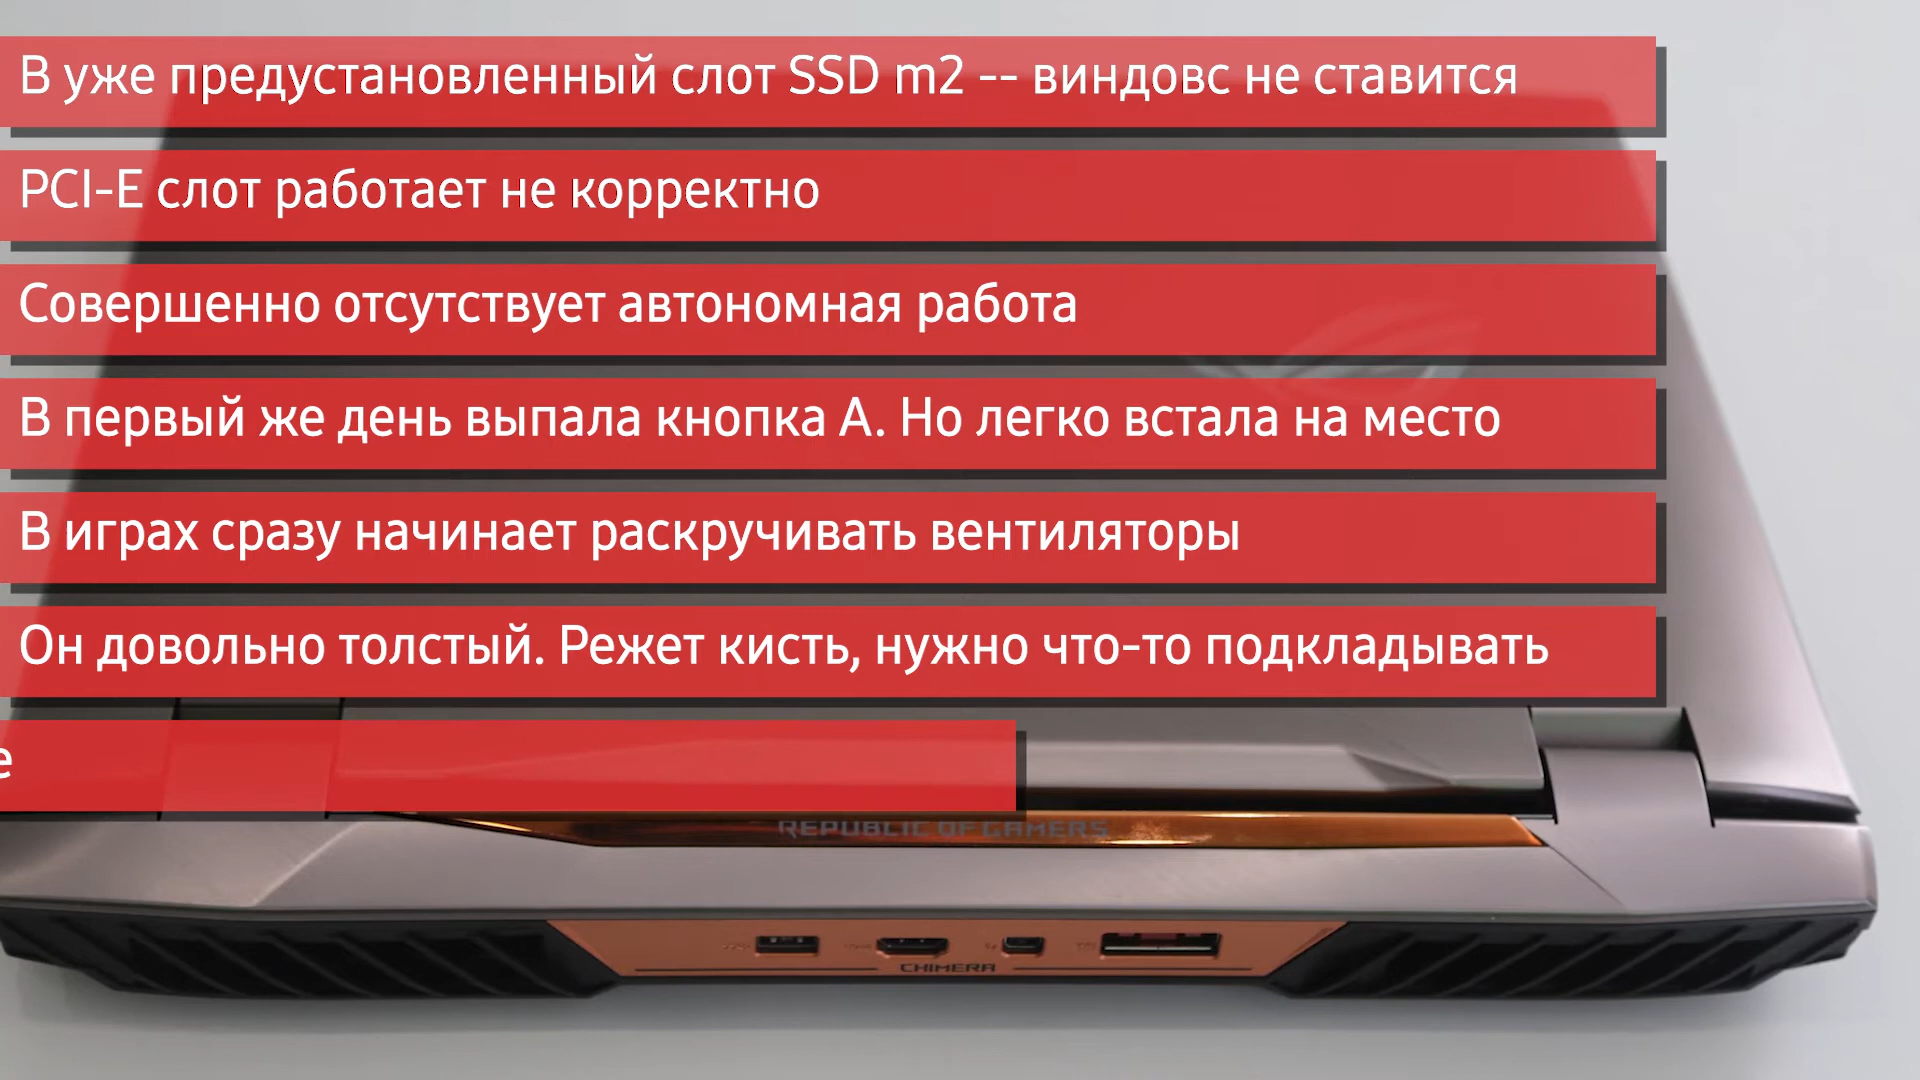 В уже предустановленный слот SSD m2 -- виндовс не ставится
PCI-E слот работает не корректно
Совершенно отсутствует автономная работа
В первый же день выпала кнопка А. Но легко встала на место
В играх сразу начинает раскручивать вентиляторы
Он довольно толстый. Режет кисть, нужно что-то подкладывать
е
REPUBLIC OF GAMERS
CHIMERA